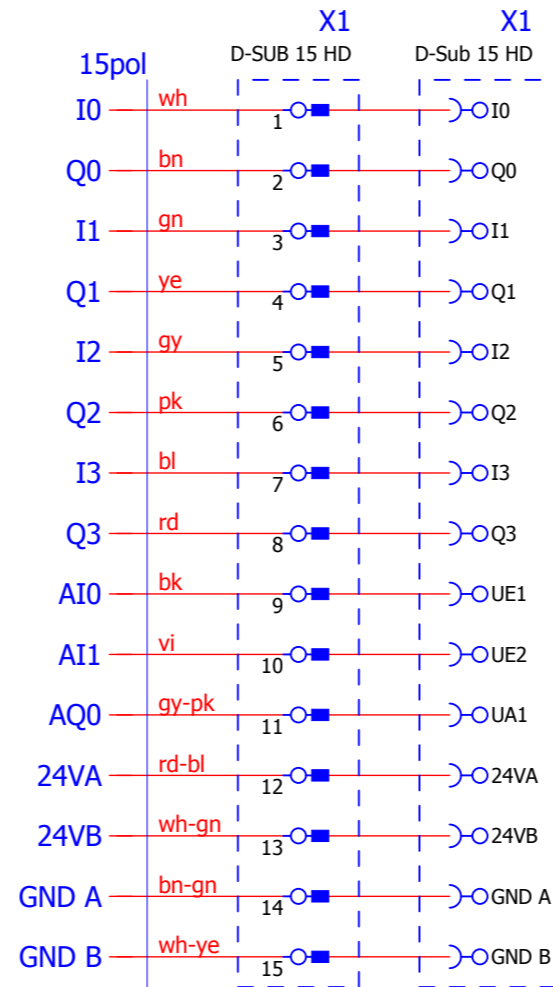 X1 X1
D-SUB 15 HD D-Sub 15 HD
15pol
I0 wh 1 I0
Q0 bn 2 Q0
I1 gn 3 I1
Q1 ye 4 Q1
I2 gy 5 I2
Q2 pk 6 Q2
I3 bl 7 I3
Q3 rd 8 Q3
AI0 bk 9 UE1
AI1 vi 10 UE2
AQ0 gy-pk 11 UA1
24VA rd-bl 12 24VA
24VB wh-gn 13 24VB
GND A bn-gn 14 GND A
GND B wh-ye 15 GND B